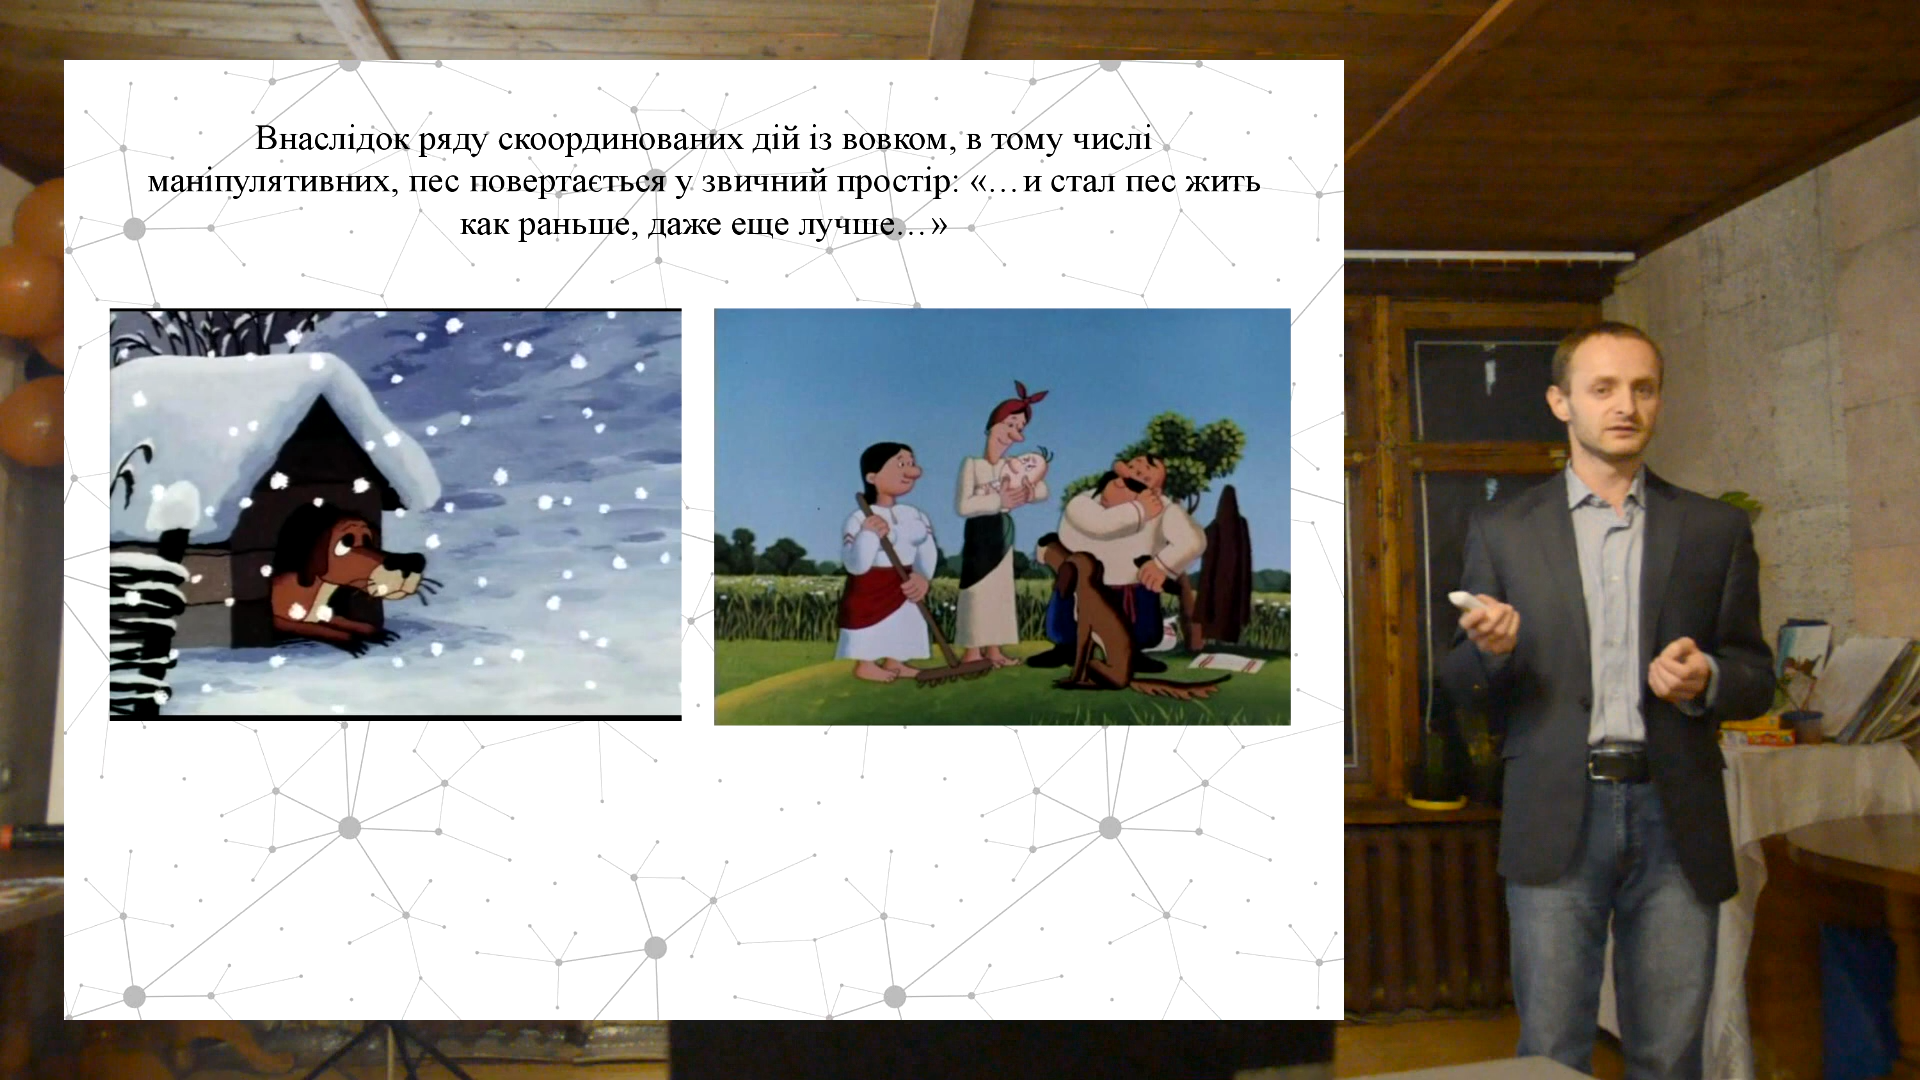 Внаслідок ряду скоординованих дій із вовком, в тому числі
маніпулятивних, пес повертається у звичний простір: «…и стал пес жить
как раньше, даже еще лучше…»